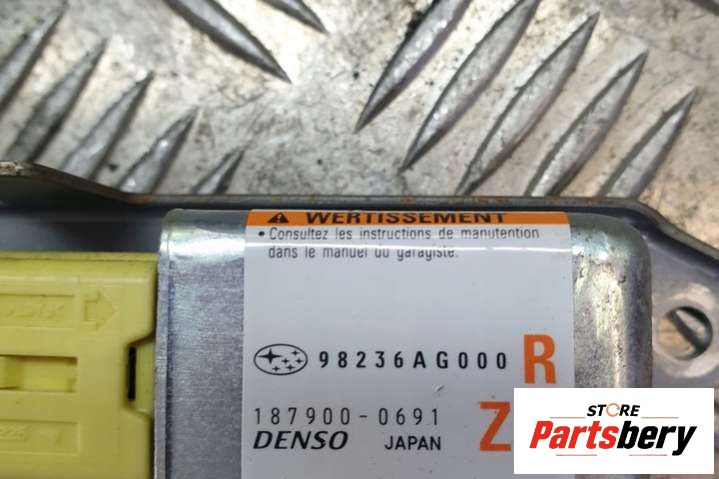 WERTISSEMENT
• Consultez les instructions de manutention
dans le manuel du garagiste.
98236AG000 R
187900-0691
DENSO JAPAN Z
STORE
Partsbery